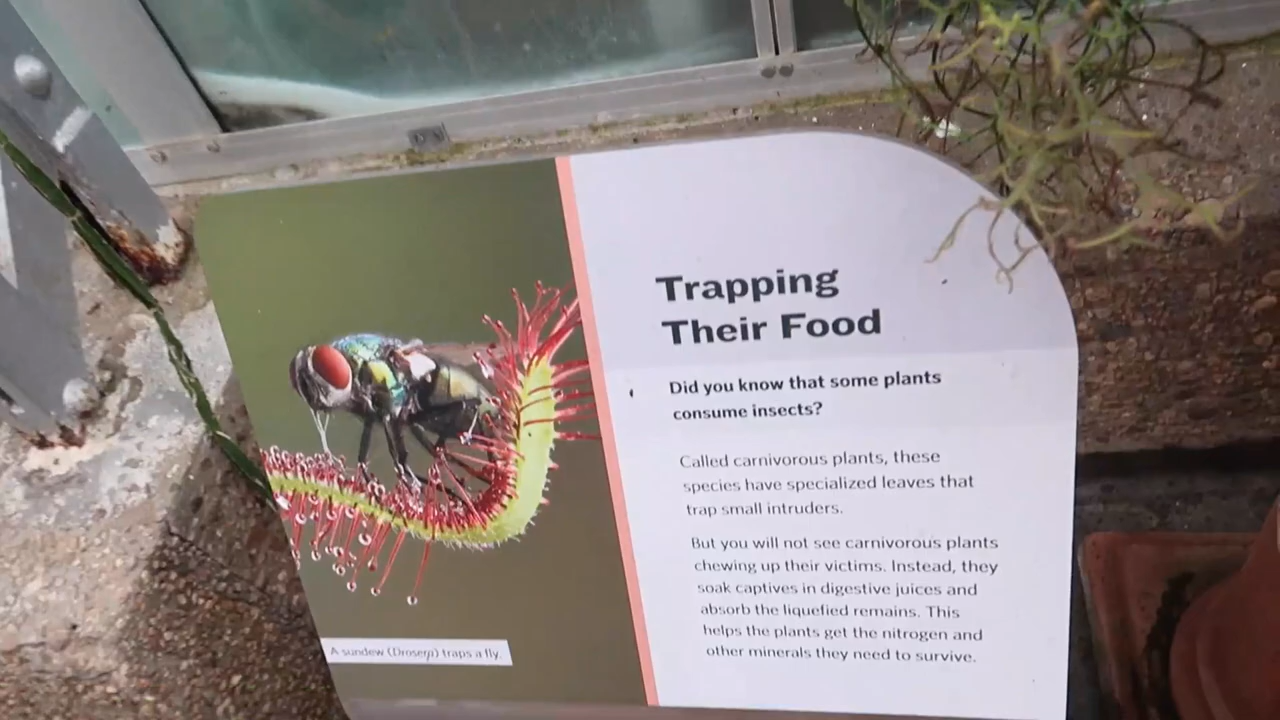 Trapping
Their Food
Did you know that some plants
consume insects?
Called carnivorous plants, these
species have specialized leaves that
trap small intruders.
But you will not see carnivorous plants
chewing up their victims. Instead, they
soak captives in digestive juices and
absorb the liquefied remains. This
helps the plants get the nitrogen and
other minerals they need to survive.
A sundew (Drosera) traps a fly.